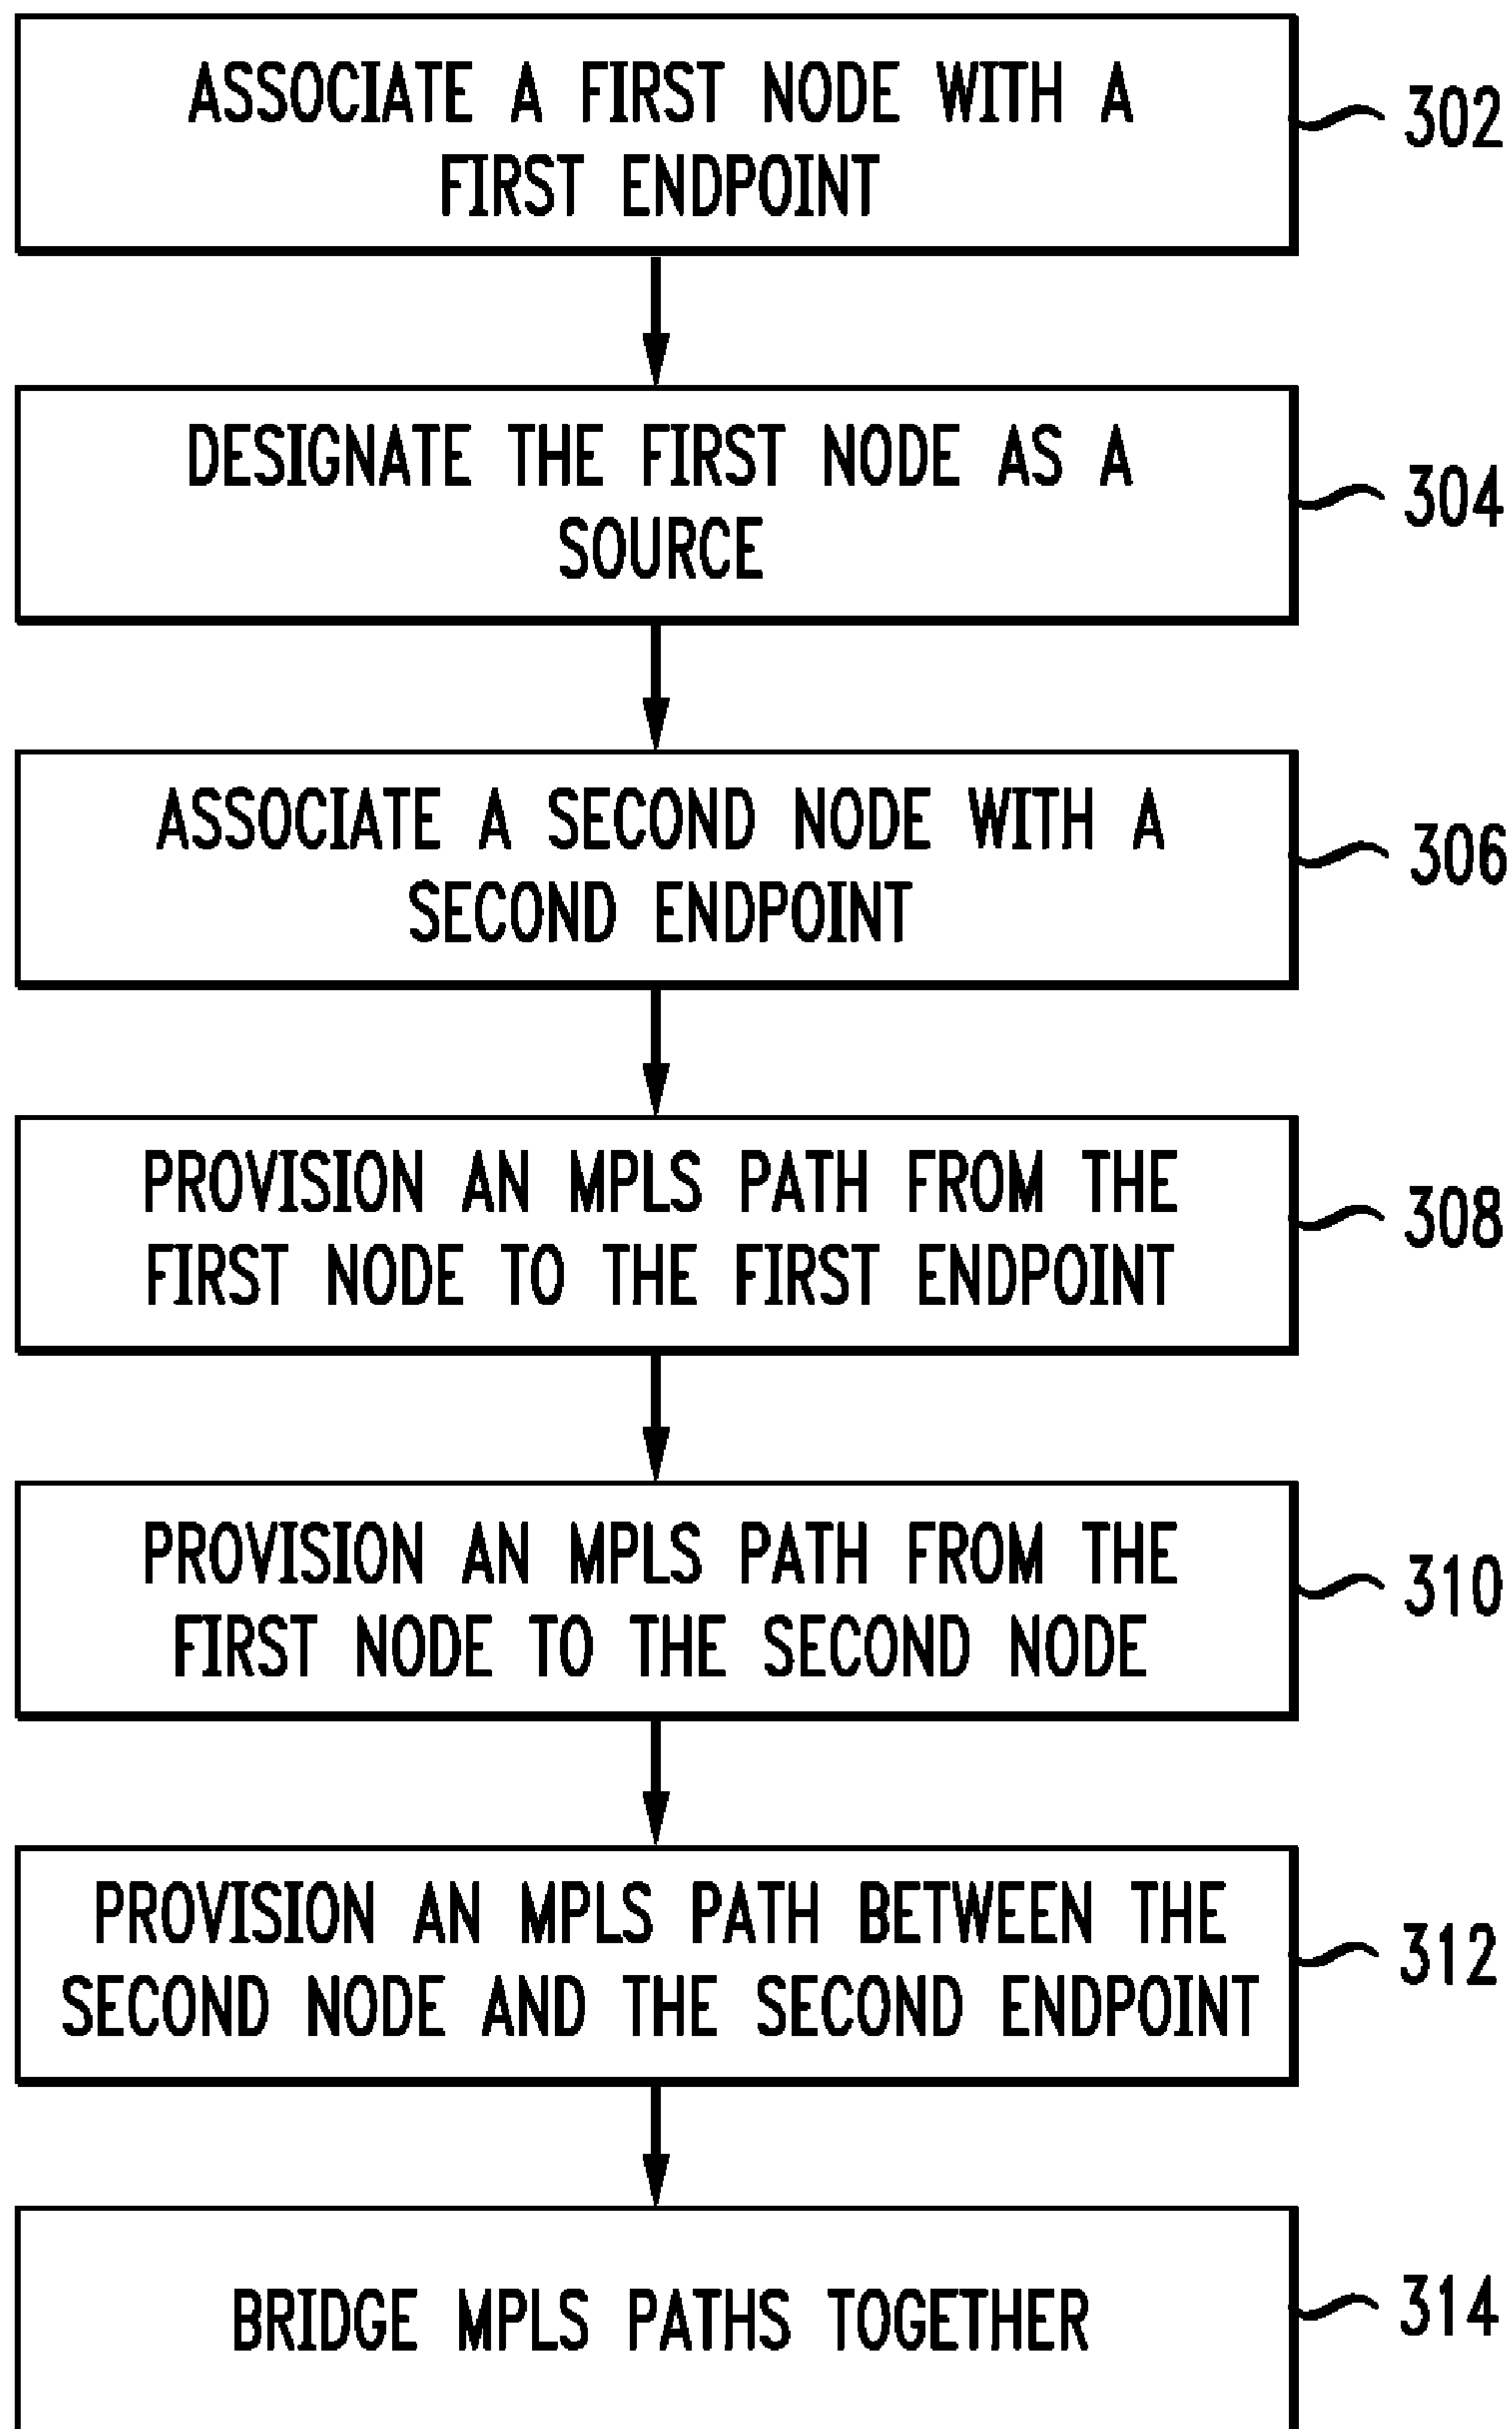 ASSOCIATE A FIRST NODE WITH A
FIRST ENDPOINT
302
DESIGNATE THE FIRST NODE AS A
SOURCE
304
ASSOCIATE A SECOND NODE WITH A
SECOND ENDPOINT
306
PROVISION AN MPLS PATH FROM THE
FIRST NODE TO THE FIRST ENDPOINT
308
PROVISION AN MPLS PATH FROM THE
FIRST NODE TO THE SECOND NODE
310
PROVISION AN MPLS PATH BETWEEN THE
SECOND NODE AND THE SECOND ENDPOINT
312
BRIDGE MPLS PATHS TOGETHER
314